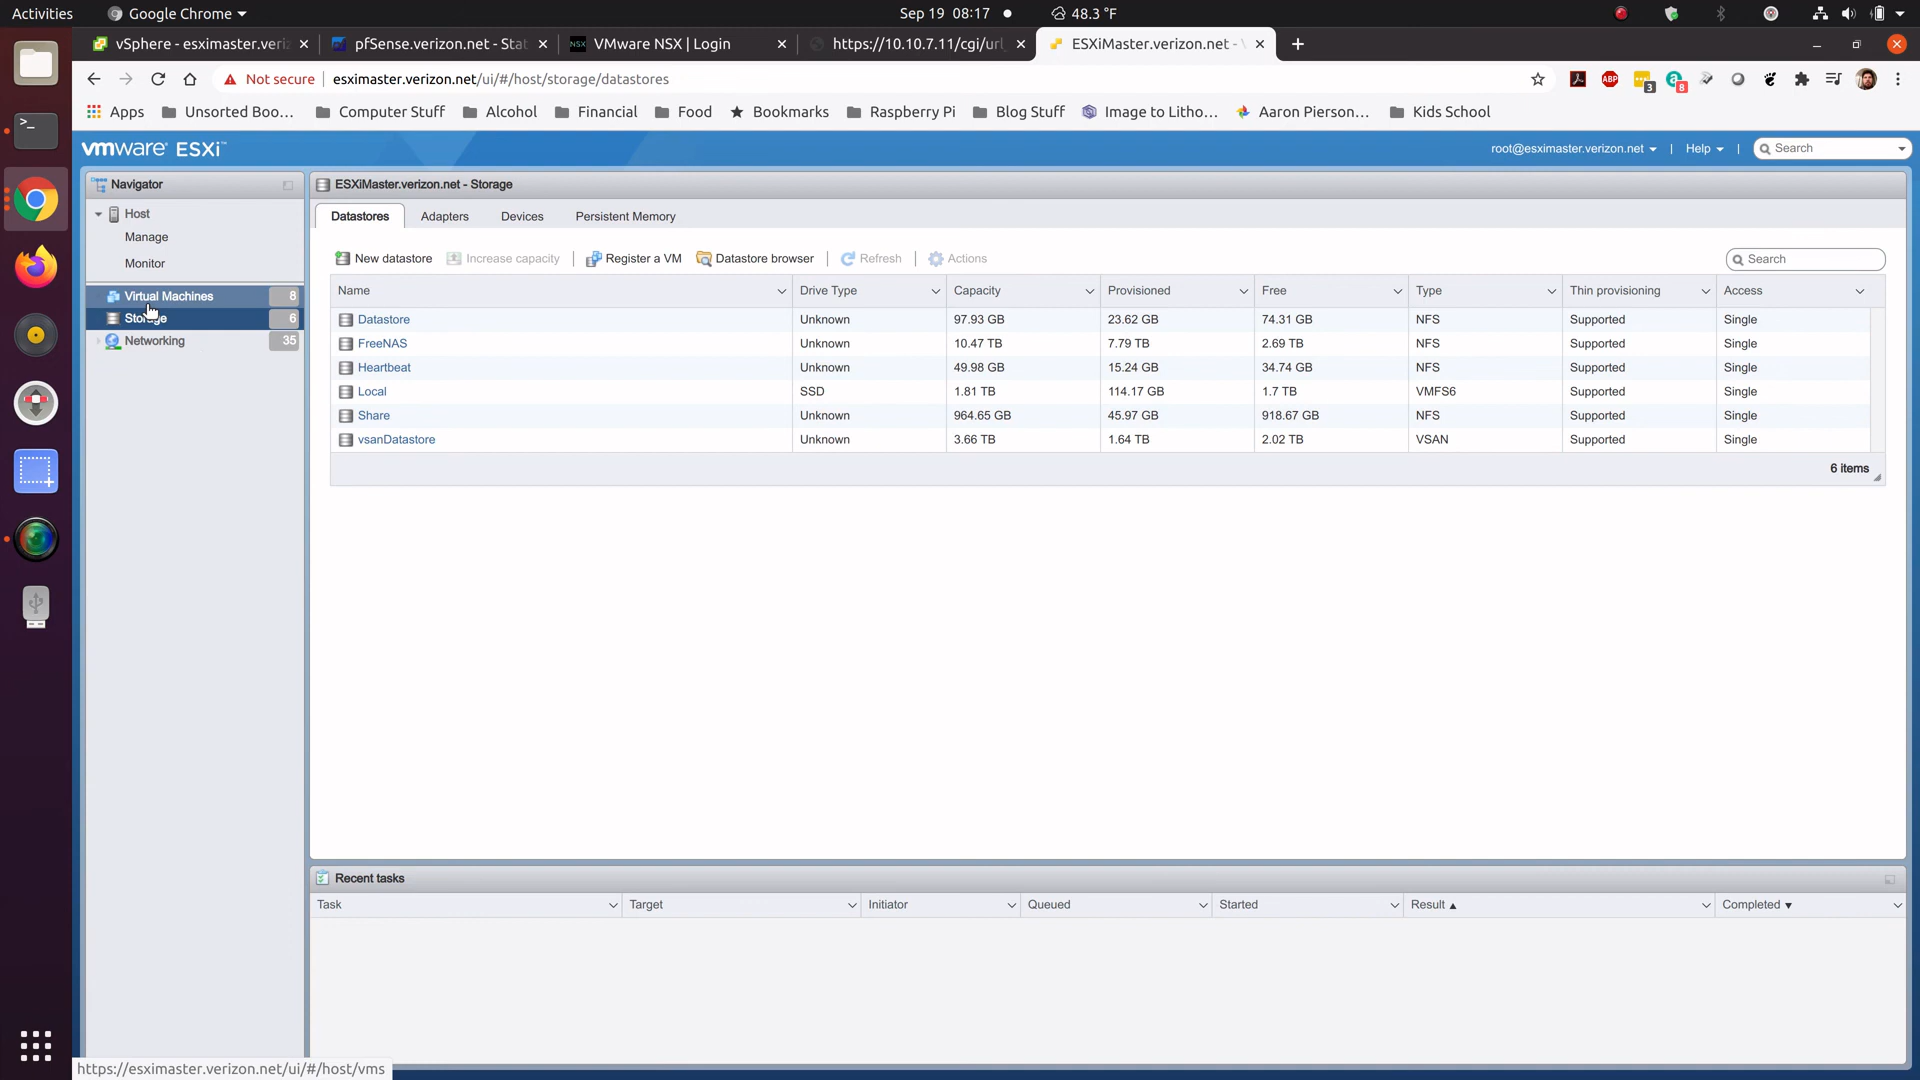 Activities Google Chrome Sep 19 08:17 48.3 °F
vSphere - esximaster.veri pfSense.verizon.net - Stat VMware NSX | Login https://10.10.7.11/cgi/url ESXiMaster.verizon.net -
Not secure esximaster.verizon.net/ui/#/host/storage/datastores ABP 3 8
Apps Unsorted Boo... Computer Stuff Alcohol Financial Food Bookmarks Raspberry Pi Blog Stuff Image to Litho... Aaron Pierson... Kids School
vmware ESXi root@esximaster.verizon.net | Help | Search
Navigator
Host
Manage
Monitor
Virtual Machines 8
Storage 6
Networking 35
ESXiMaster.verizon.net - Storage
Datastores Adapters Devices Persistent Memory
New datastore Increase capacity Register a VM Datastore browser Refresh Actions Search
Name Drive Type Capacity Provisioned Free Type Thin provisioning Access
Datastore Unknown 97.93 GB 23.62 GB 74.31 GB NFS Supported Single
FreeNAS Unknown 10.47 TB 7.79 TB 2.69 TB NFS Supported Single
Heartbeat Unknown 49.98 GB 15.24 GB 34.74 GB NFS Supported Single
Local SSD 1.81 TB 114.17 GB 1.7 TB VMFS6 Supported Single
Share Unknown 964.65 GB 45.97 GB 918.67 GB NFS Supported Single
vsanDatastore Unknown 3.66 TB 1.64 TB 2.02 TB VSAN Supported Single
6 items
Recent tasks
Task Target Initiator Queued Started Result ▲ Completed ▼
https://esximaster.verizon.net/ui/#/host/vms